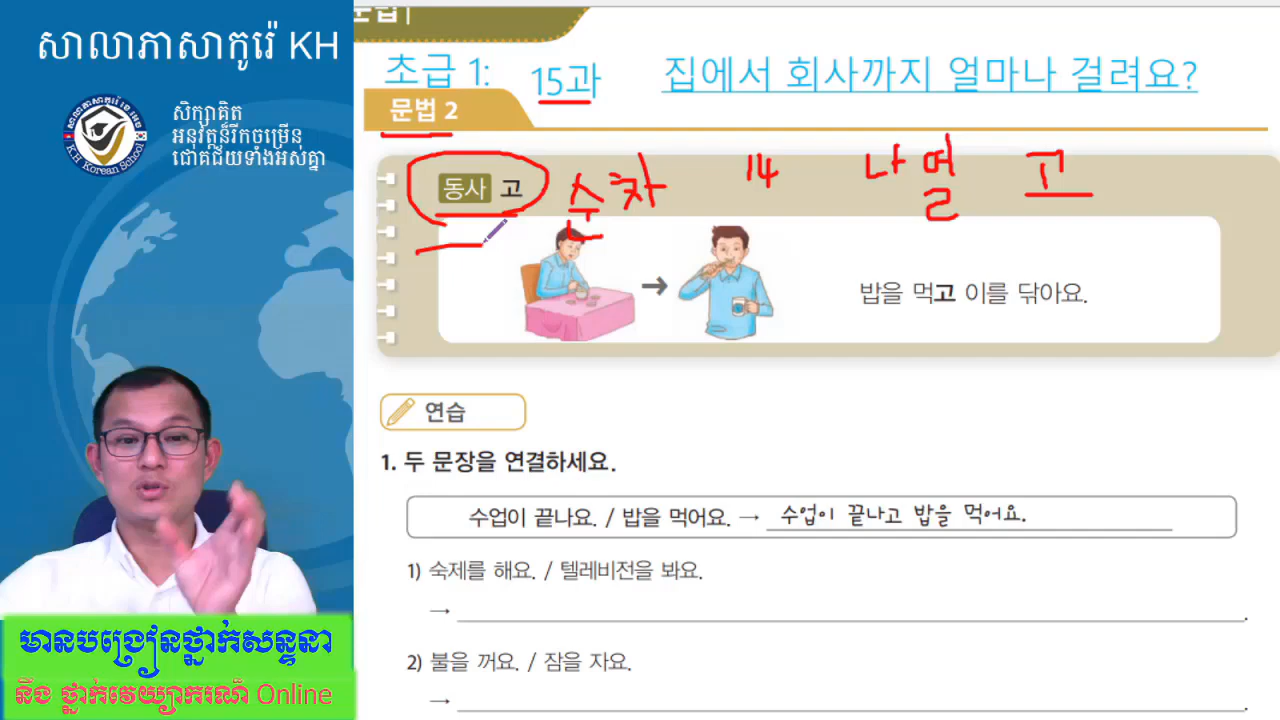 សាលាភាសាកូរ៉េ KH
សិក្សាគិត
អនុវត្តន៏រីកចម្រើន
ជោគជ័យទាំងអស់គ្នា
K.H Korean School
문법1
초급 1: 15과 집에서 회사까지 얼마나 걸려요?
문법 2
동사 고 순차 14 나열 고
밥을 먹고 이를 닦아요.
연습
1. 두 문장을 연결하세요.
수업이 끝나요. / 밥을 먹어요. → 수업이 끝나고 밥을 먹어요.
1) 숙제를 해요. / 텔레비전을 봐요.
→ .
2) 불을 꺼요. / 잠을 자요.
→ .
មានបង្រៀនថ្នាក់សន្ទនា
និង ថ្នាក់វេយ្យាករណ៍ Online